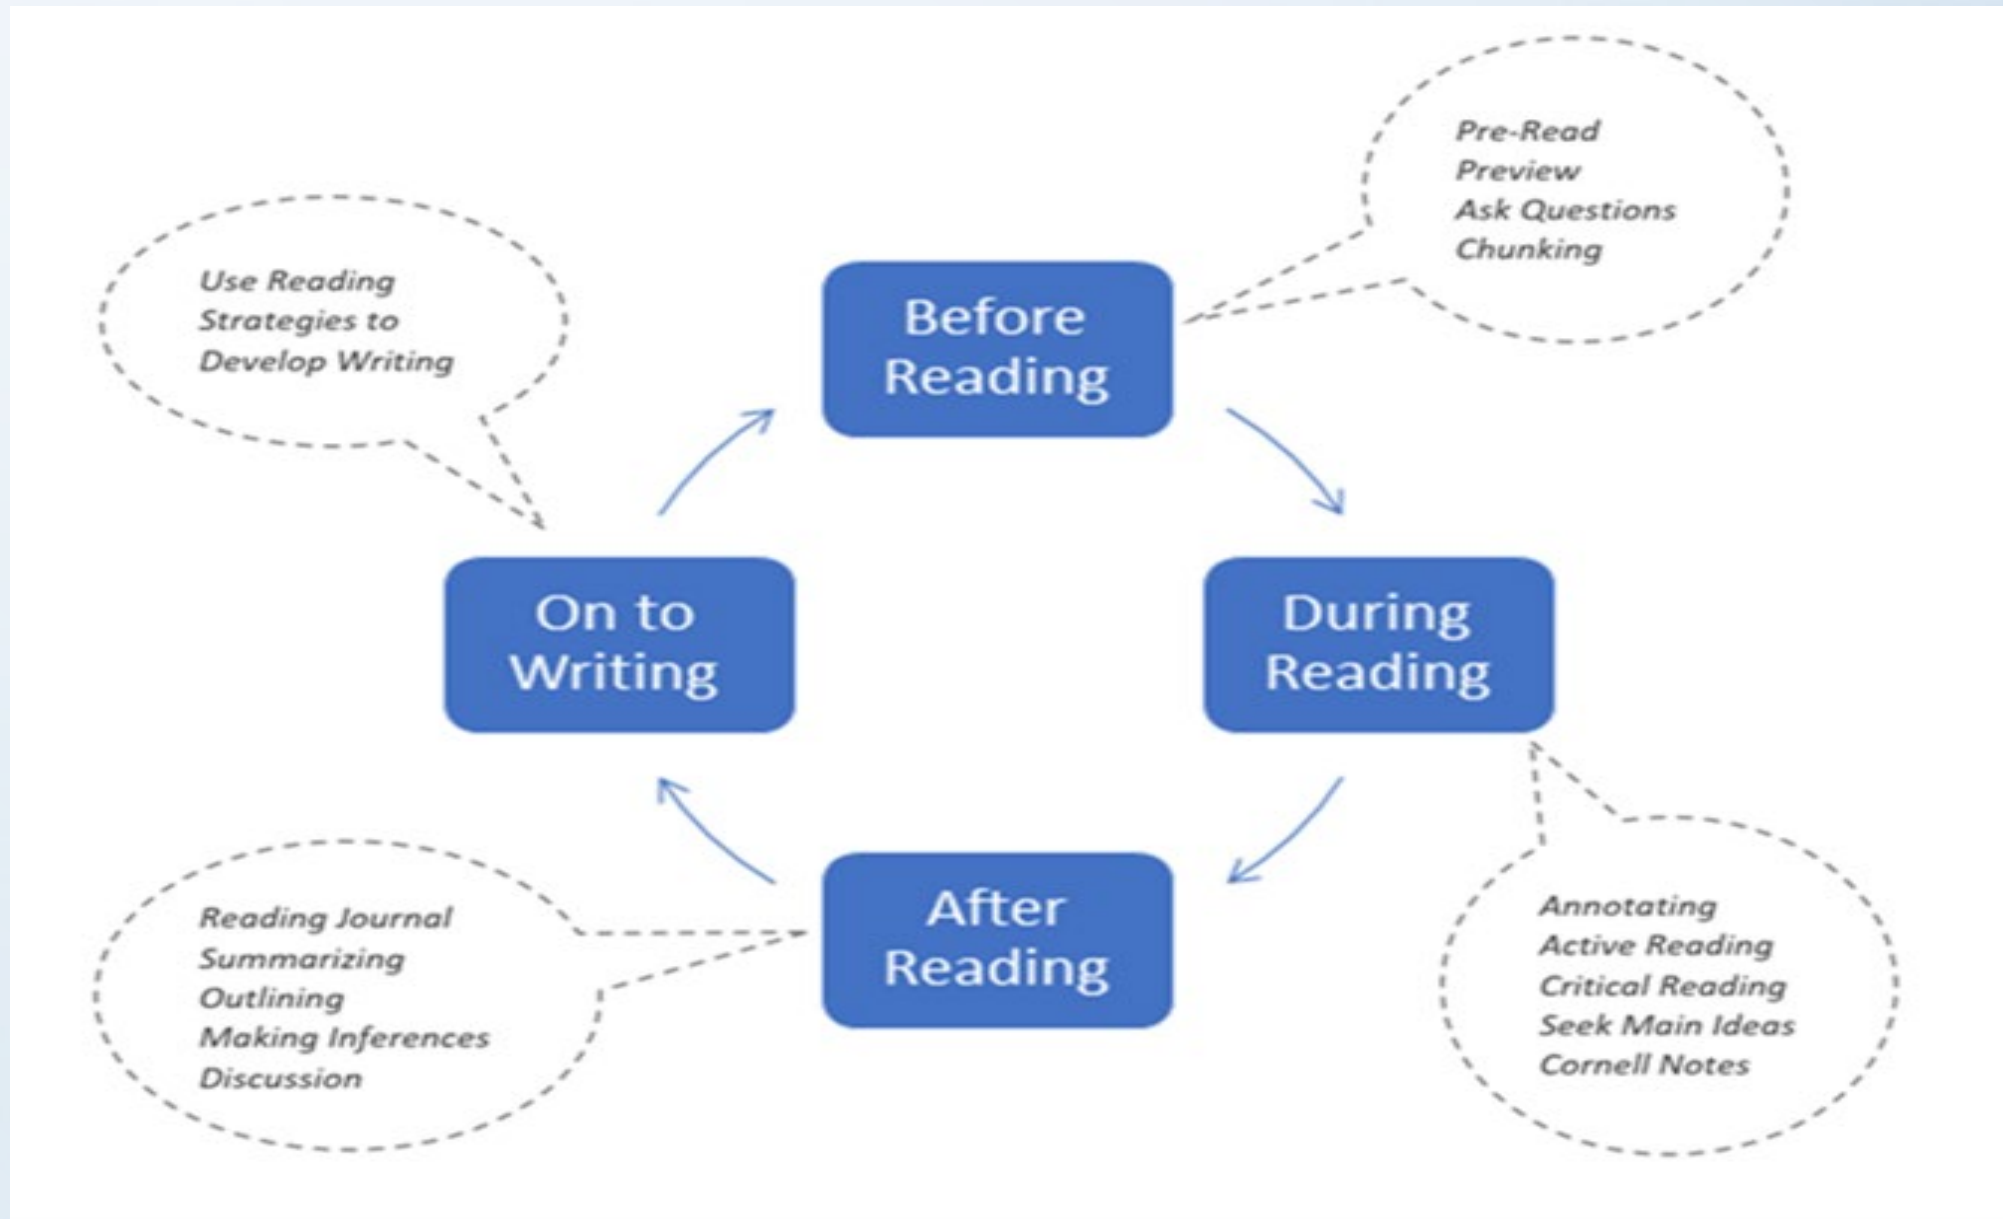 Pre-Read
Preview
Ask Questions
Chunking
Before
Reading
Use Reading
Strategies to
Develop Writing
On to
Writing
During
Reading
After
Reading
Annotating
Active Reading
Critical Reading
Seek Main Ideas
Cornell Notes
Reading Journal
Summarizing
Outlining
Making Inferences
Discussion